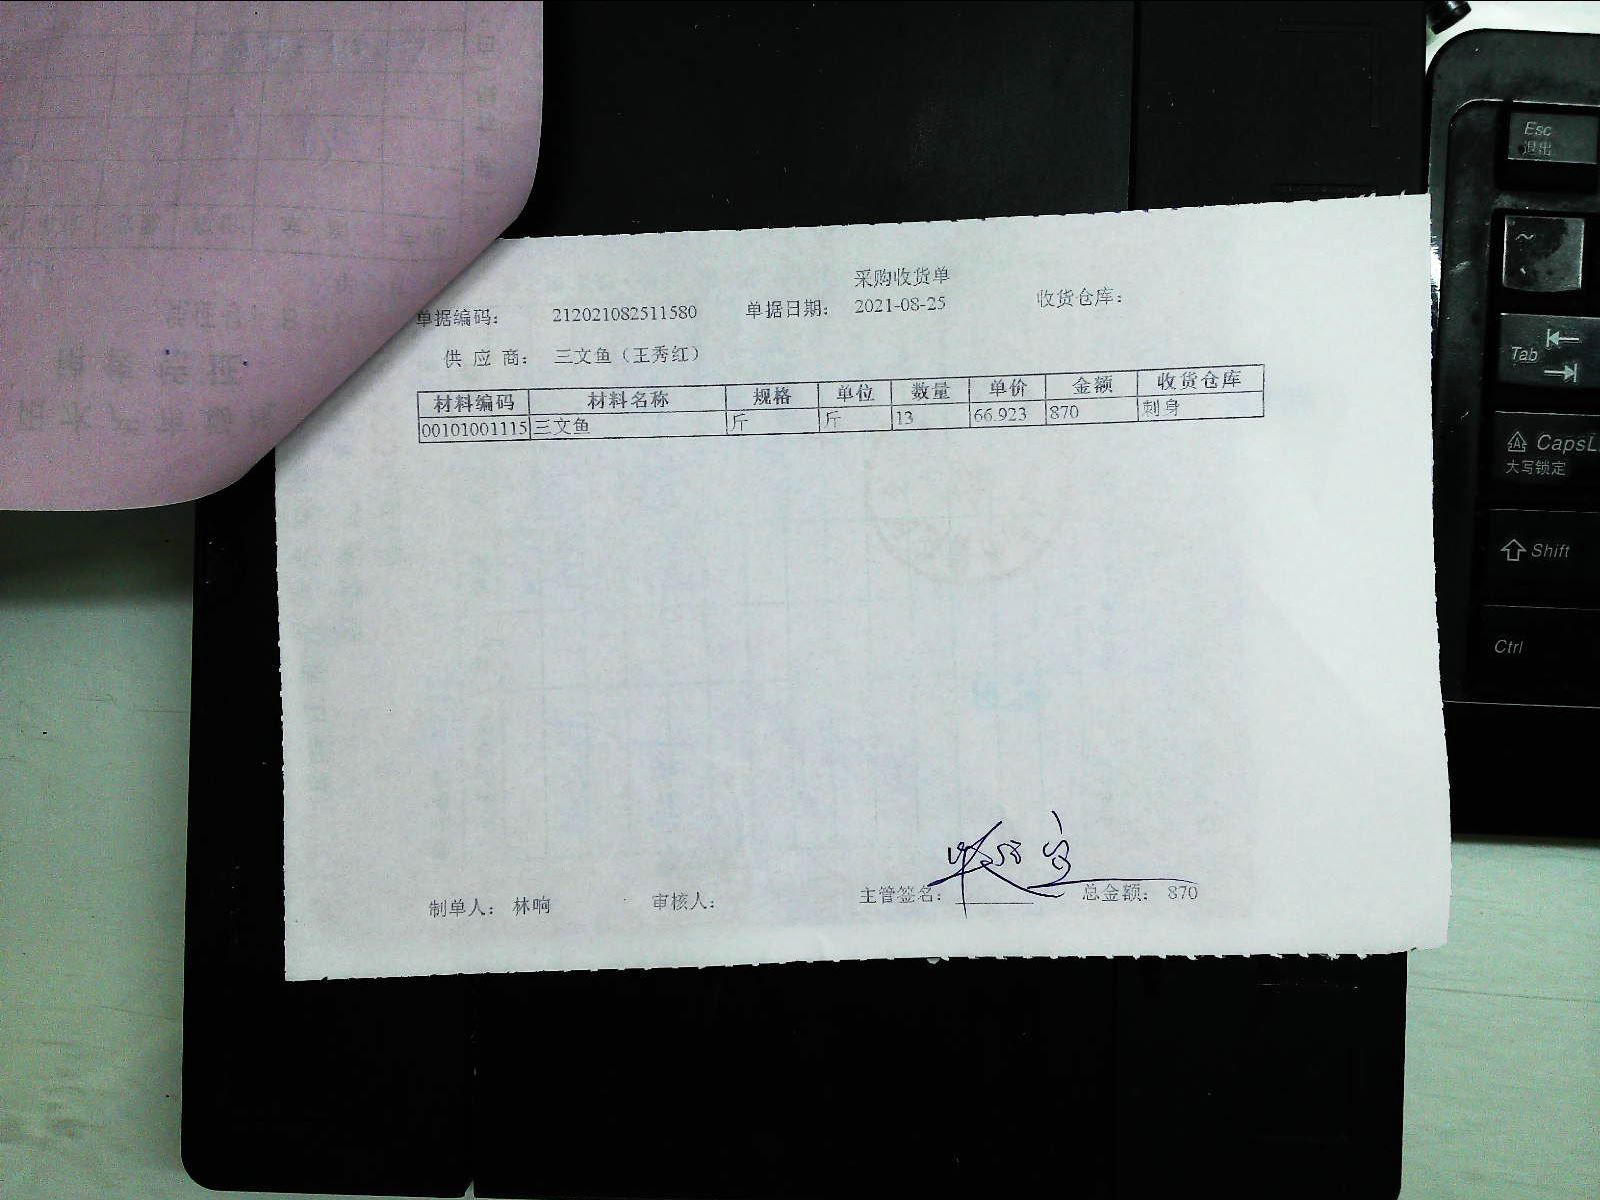 采购收货单
单据编码： 212021082511580 单据日期： 2021-08-25 收货仓库：
供 应 商： 三文鱼（王秀红）
材料编码 材料名称 规格 单位 数量 单价 金额 收货仓库
00101001115 三文鱼 斤 斤 13 66.923 870 刺身
制单人： 林响 审核人： 主管签名： 总金额： 870
Esc
退出
~
Tab
CapsL
大写锁定
Shift
Ctrl